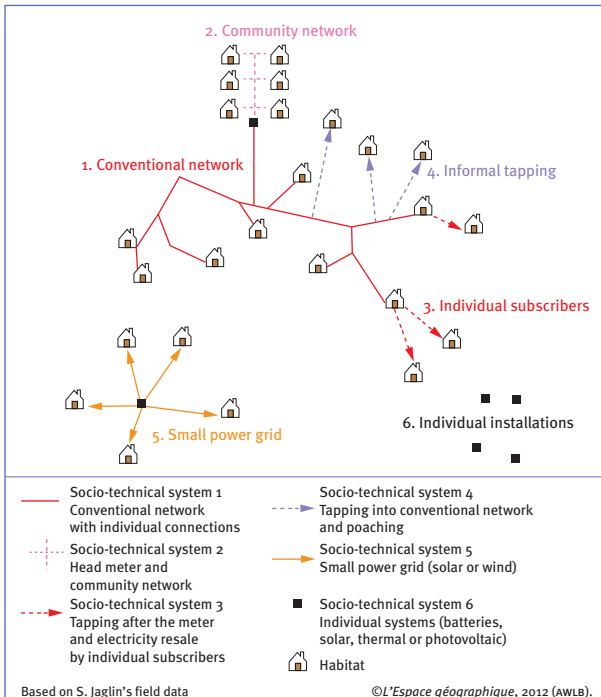 2. Community network
1. Conventional network
4. Informal tapping
3. Individual subscribers
5. Small power grid
6. Individual installations
Socio-technical system 1
Conventional network
with individual connections
Socio-technical system 2
Head meter and
community network
Socio-technical system 3
Tapping after the meter
and electricity resale
by individual subscribers
Socio-technical system 4
Tapping into conventional network
and poaching
Socio-technical system 5
Small power grid (solar or wind)
Socio-technical system 6
Individual systems (batteries,
solar, thermal or photovoltaic)
Habitat
Based on S. Jaglin's field data
©L'Espace géographique, 2012 (AWLB).